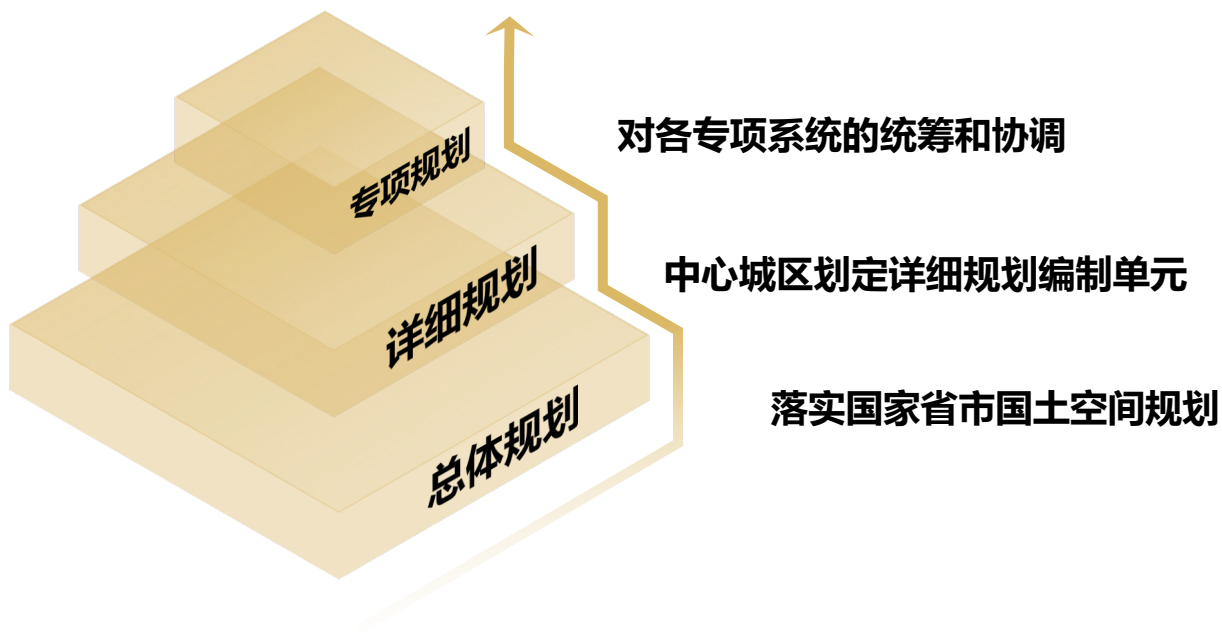 专项规划
对各专项系统的统筹和协调
详细规划
中心城区划定详细规划编制单元
总体规划
落实国家省市国土空间规划